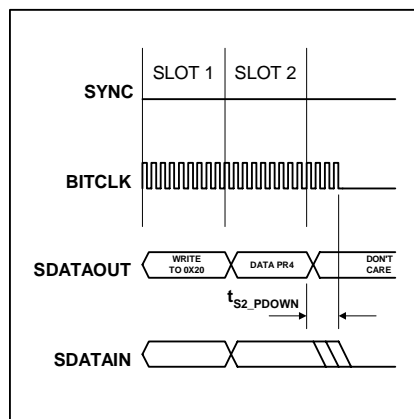 SLOT 1 SLOT 2
SYNC
BITCLK
SDATAOUT
WRITE
TO 0X20
DATA PR4
DON'T
CARE
tS2_PDOWN
SDATAIN